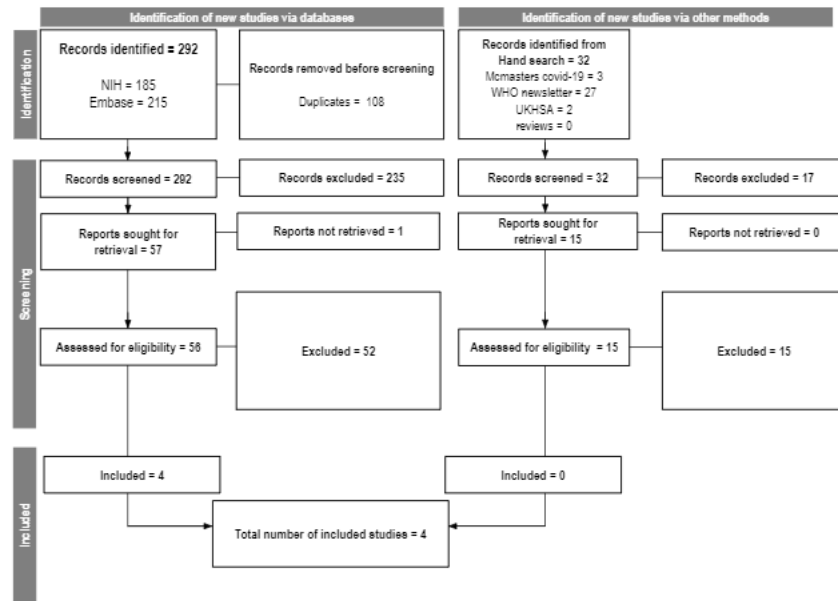 Identification of new studies via databases
Identification of new studies via other methods
Identification
Records identified = 292
NIH = 185
Embase = 215
Records removed before screening
Duplicates = 108
Records identified from
Hand search = 32
Mcmasters covid-19 = 3
WHO newsletter = 27
UKHSA = 2
reviews = 0
Screening
Records screened = 292
Records excluded = 235
Records screened = 32
Records excluded = 17
Reports sought for
retrieval = 57
Reports not retrieved = 1
Reports sought for
retrieval = 15
Reports not retrieved = 0
Assessed for eligibility = 56
Excluded = 52
Assessed for eligibility = 15
Excluded = 15
Included
Included = 4
Included = 0
Total number of included studies = 4